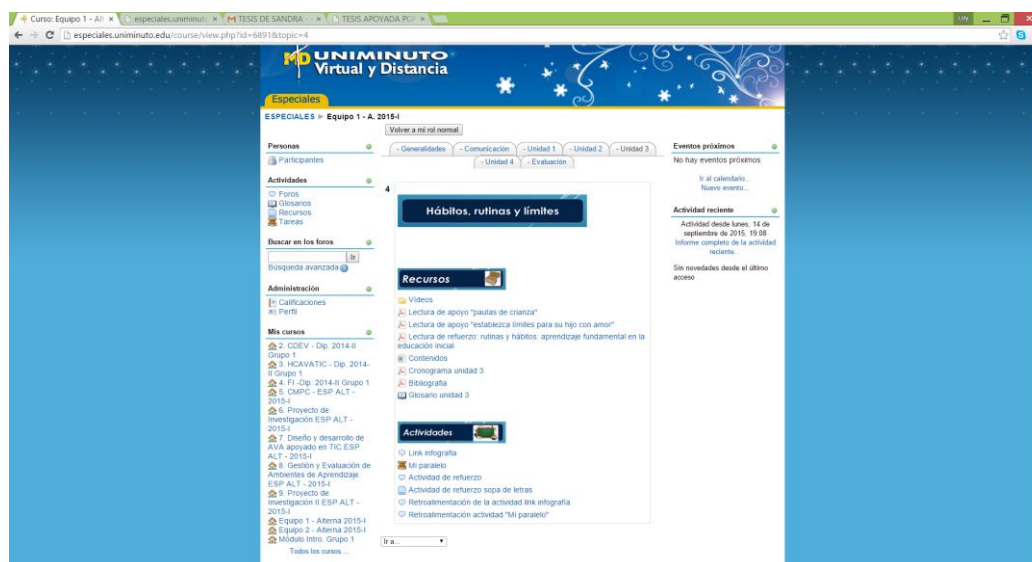 Curso: Equipo 1 - Alt
especiales.uniminuto
TESIS DE SANDRA -
TESIS APOYADA POR
especiales.uniminuto.edu/course/view.php?id=6891&topic=4
UNIMINUTO
Virtual y Distancia
Especiales
ESPECIALES ► Equipo 1 - A. 2015-I
Volver a mi rol normal
Personas
Participantes
Actividades
Foros
Glosarios
Recursos
Tareas
Buscar en los foros
Ir
Búsqueda avanzada
Administración
Calificaciones
Perfil
Mis cursos
2. CDEV - Dip. 2014-II
Grupo 1
3. HCAVATIC - Dip. 2014-
II Grupo 1
4. FI -Dip. 2014-II Grupo 1
5. CMPC - ESP ALT -
2015-I
6. Proyecto de
Investigación ESP ALT -
2015-I
7. Diseño y desarrollo de
AVA apoyado en TIC ESP
ALT - 2015-I
8. Gestión y Evaluación de
Ambientes de Aprendizaje
ESP ALT - 2015-I
9. Proyecto de
Investigación II ESP ALT -
2015-I
Equipo 1 - Alterna 2015-I
Equipo 2 - Alterna 2015-I
Módulo Intro. Grupo 1
Todos los cursos ...
- Generalidades
- Comunicación
- Unidad 1
- Unidad 2
- Unidad 3
- Unidad 4
- Evaluación
4
Hábitos, rutinas y límites
Recursos
Vídeos
Lectura de apoyo "pautas de crianza"
Lectura de apoyo "establezca límites para su hijo con amor"
Lectura de refuerzo: rutinas y hábitos: aprendizaje fundamental en la
educación inicial
Contenidos
Cronograma unidad 3
Bibliografia
Glosario unidad 3
Actividades
Link infografia
Mi paralelo
Actividad de refuerzo
Actividad de refuerzo sopa de letras
Retroalimentación de la actividad link infografía
Retroalimentación actividad "Mi paralelo"
Ir a...
Eventos próximos
No hay eventos próximos
Ir al calendario...
Nuevo evento...
Actividad reciente
Actividad desde lunes, 14 de
septiembre de 2015, 19:08
Informe completo de la actividad
reciente...
Sin novedades desde el último
acceso